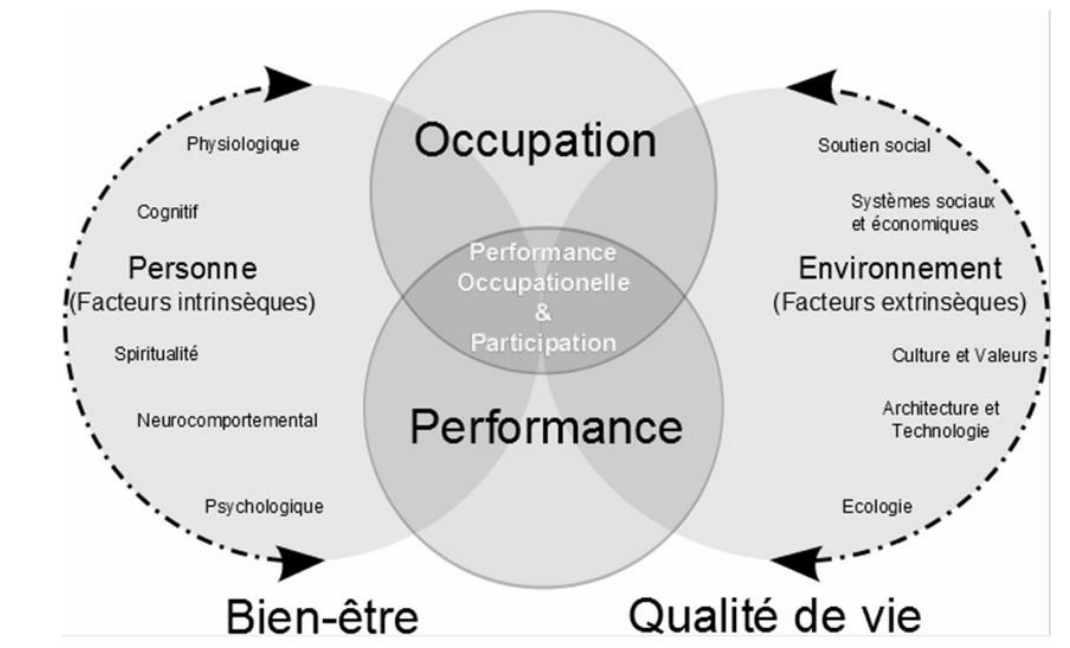 Occupation
Performance
Occupationelle
&
Participation
Performance
Physiologique
Cognitif
Personne
(Facteurs intrinsèques)
Spiritualité
Neurocomportemental
Psychologique
Soutien social
Systèmes sociaux
et économiques
Environnement
(Facteurs extrinsèques)
Culture et Valeurs
Architecture et
Technologie
Ecologie
Bien-être
Qualité de vie